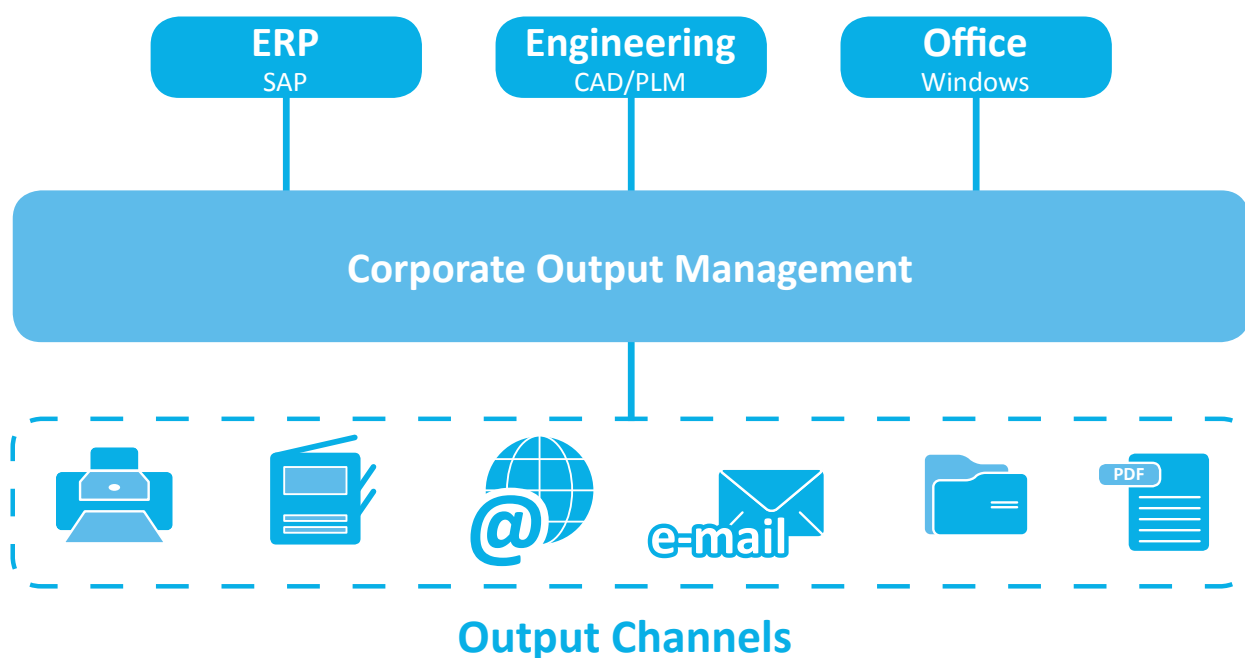 ERP
SAP
Engineering
CAD/PLM
Office
Windows
Corporate Output Management
@
e-mail
PDF
Output Channels